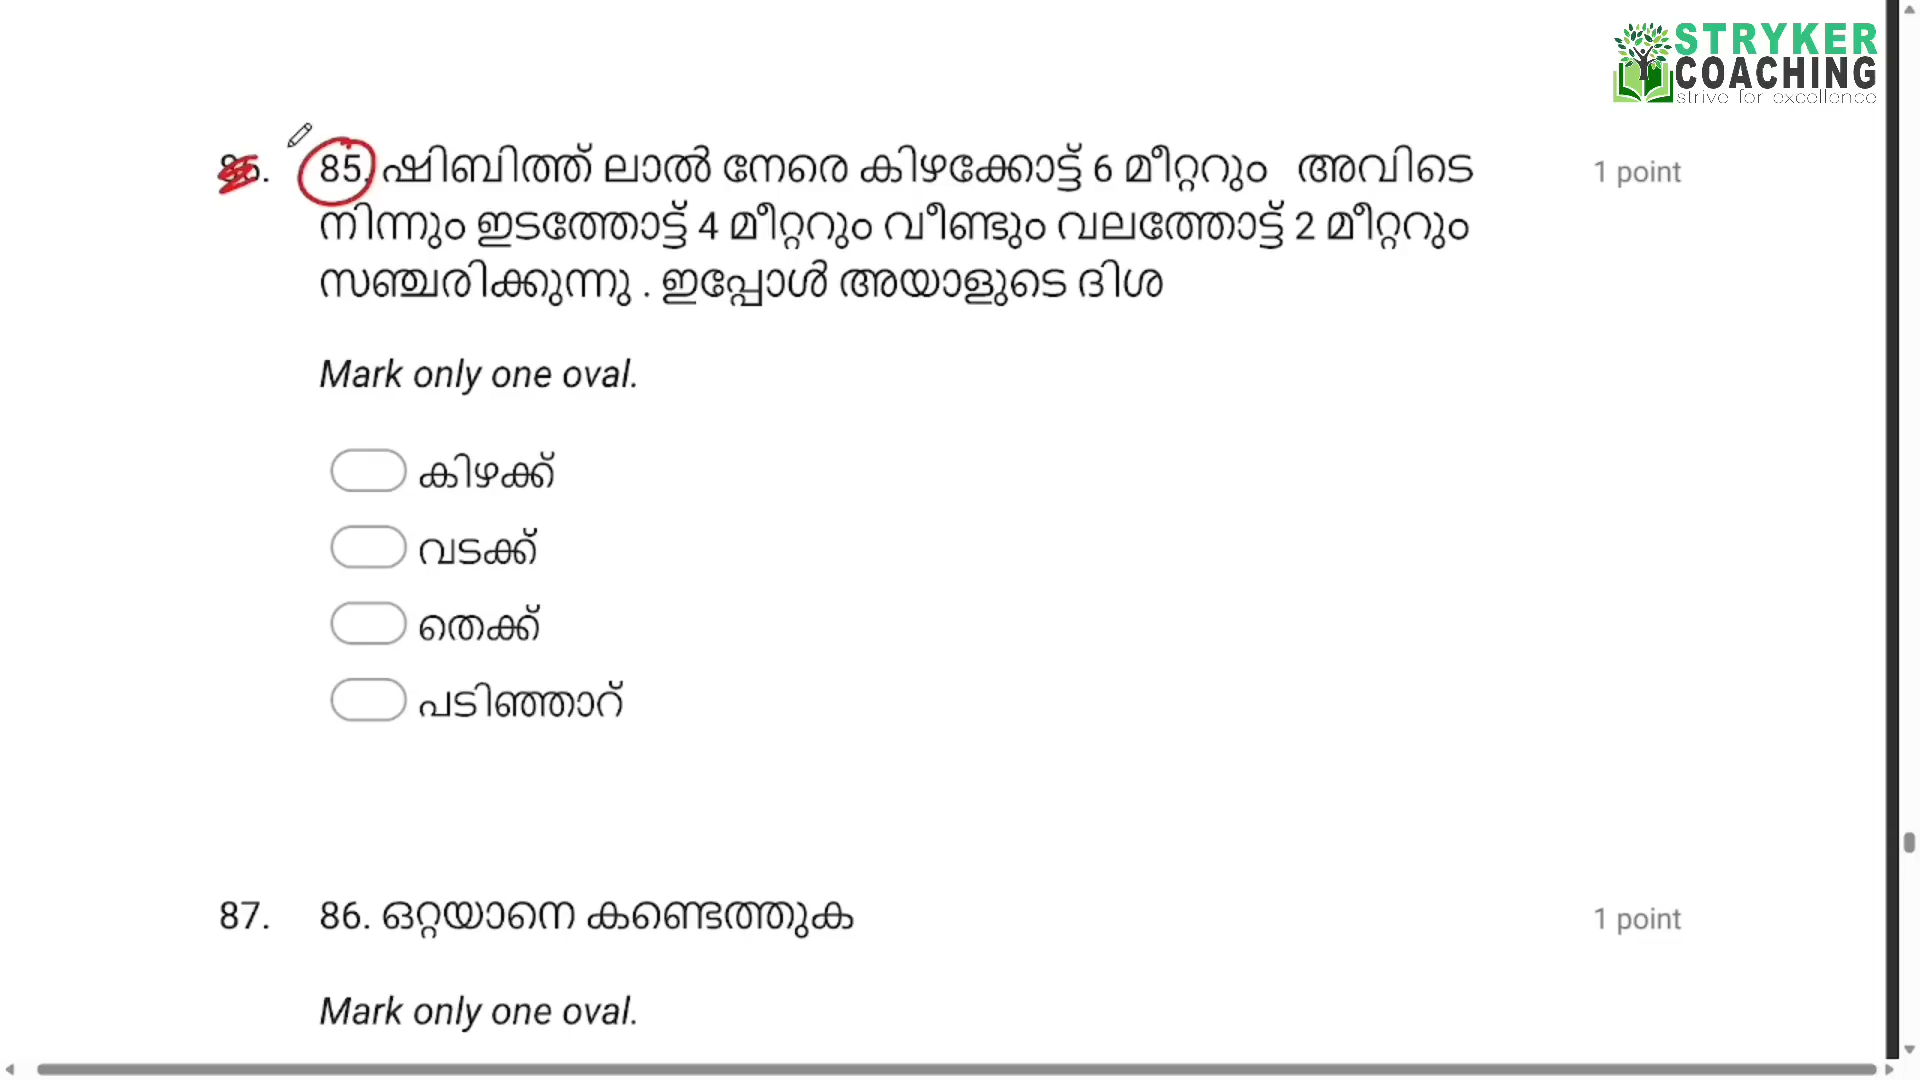 STRYKER
COACHING
strive for excellence
85. ഷിബിത്ത് ലാൽ നേരെ കിഴക്കോട്ട് 6 മീറ്ററും അവിടെ
1 point
നിന്നും ഇടത്തോട്ട് 4 മീറ്ററും വീണ്ടും വലത്തോട്ട് 2 മീറ്ററും
സഞ്ചരിക്കുന്നു . ഇപ്പോൾ അയാളുടെ ദിശ
Mark only one oval.
കിഴക്ക്
വടക്ക്
തെക്ക്
പടിഞ്ഞാറ്
87. 86. ഒറ്റയാനെ കണ്ടെത്തുക
1 point
Mark only one oval.